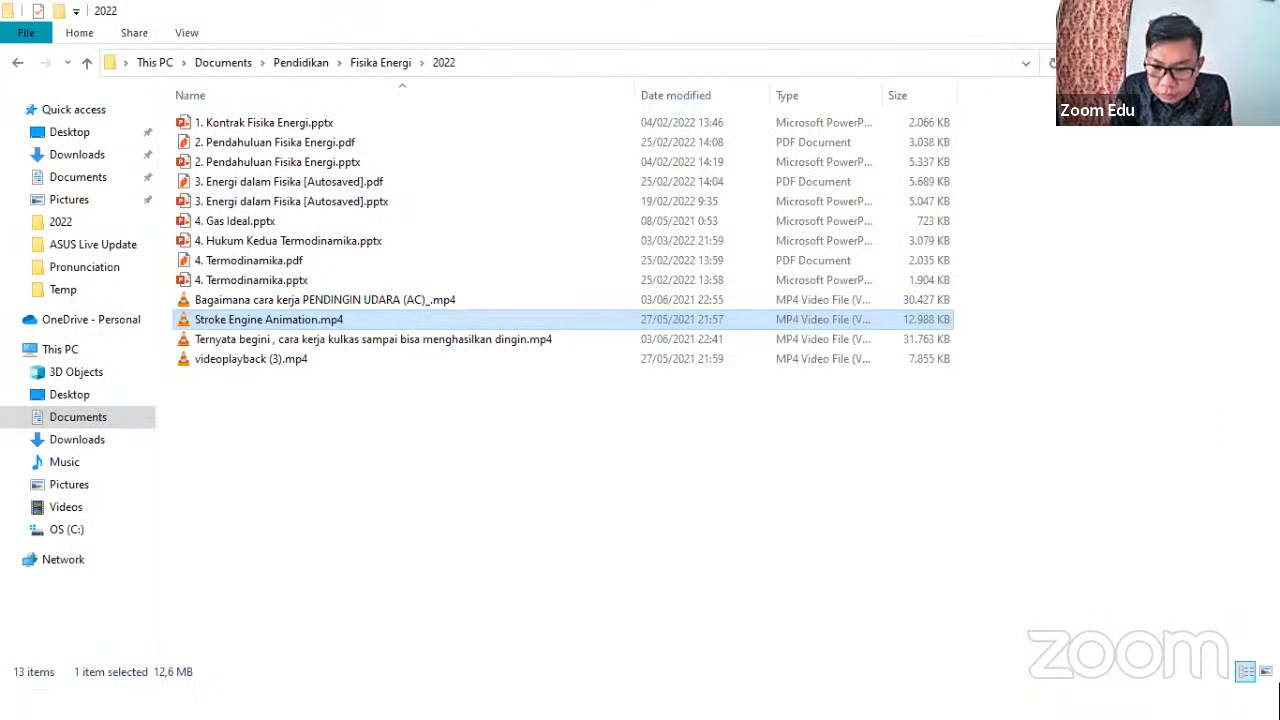 2022
File Home Share View
This PC Documents Pendidikan Fisika Energi 2022
Zoom Edu
Name Date modified Type Size
1. Kontrak Fisika Energi.pptx 04/02/2022 13:46 Microsoft PowerP... 2.066 KB
2. Pendahuluan Fisika Energi.pdf 25/02/2022 14:08 PDF Document 3.038 KB
2. Pendahuluan Fisika Energi.pptx 04/02/2022 14:19 Microsoft PowerP... 5.337 KB
3. Energi dalam Fisika [Autosaved].pdf 25/02/2022 14:04 PDF Document 5.689 KB
3. Energi dalam Fisika [Autosaved].pptx 19/02/2022 9:35 Microsoft PowerP... 5.047 KB
4. Gas Ideal.pptx 08/05/2021 0:53 Microsoft PowerP... 723 KB
4. Hukum Kedua Termodinamika.pptx 03/03/2022 21:59 Microsoft PowerP... 3.079 KB
4. Termodinamika.pdf 25/02/2022 13:59 PDF Document 2.035 KB
4. Termodinamika.pptx 25/02/2022 13:58 Microsoft PowerP... 1.904 KB
Bagaimana cara kerja PENDINGIN UDARA (AC)_.mp4 03/06/2021 22:55 MP4 Video File (V... 30.427 KB
Stroke Engine Animation.mp4 27/05/2021 21:57 MP4 Video File (V... 12.988 KB
Ternyata begini , cara kerja kulkas sampai bisa menghasilkan dingin.mp4 03/06/2021 22:41 MP4 Video File (V... 31.763 KB
videoplayback (3).mp4 27/05/2021 21:59 MP4 Video File (V... 7.855 KB
Quick access
Desktop
Downloads
Documents
Pictures
2022
ASUS Live Update
Pronunciation
Temp
OneDrive - Personal
This PC
3D Objects
Desktop
Documents
Downloads
Music
Pictures
Videos
OS (C:)
Network
13 items 1 item selected 12,6 MB
zoom